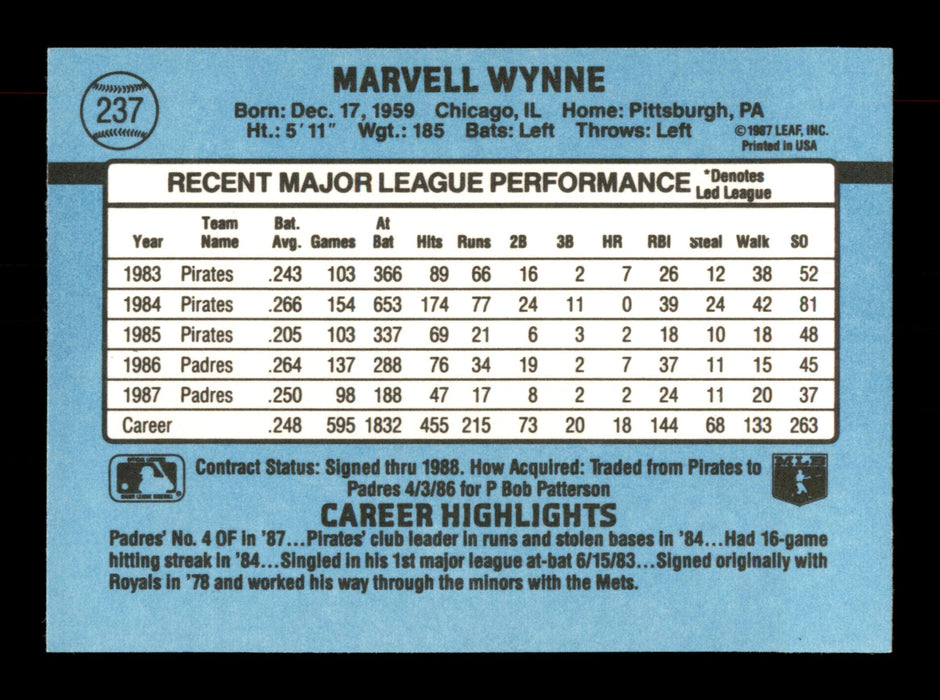 MARVELL WYNNE
237
Born: Dec. 17, 1959 Chicago, IL Home: Pittsburgh, PA
Ht.: 5'11" Wgt.: 185 Bats: Left Throws: Left
©1987 LEAF, INC.
Printed in USA
RECENT MAJOR LEAGUE PERFORMANCE *Denotes Led League
Year Team Name Bat. Avg. Games At Bat Hits Runs 2B 3B HR RBI Steal Walk SO
1983 Pirates .243 103 366 89 66 16 2 7 26 12 38 52
1984 Pirates .266 154 653 174 77 24 11 0 39 24 42 81
1985 Pirates .205 103 337 69 21 6 3 2 18 10 18 48
1986 Padres .264 137 288 76 34 19 2 7 37 11 15 45
1987 Padres .250 98 188 47 17 8 2 2 24 11 20 37
Career .248 595 1832 455 215 73 20 18 144 68 133 263
Contract Status: Signed thru 1988. How Acquired: Traded from Pirates to
Padres 4/3/86 for P Bob Patterson
MLB
CAREER HIGHLIGHTS
Padres' No. 4 OF in '87...Pirates' club leader in runs and stolen bases in '84...Had 16-game
hitting streak in '84...Singled in his 1st major league at-bat 6/15/83...Signed originally with
Royals in '78 and worked his way through the minors with the Mets.